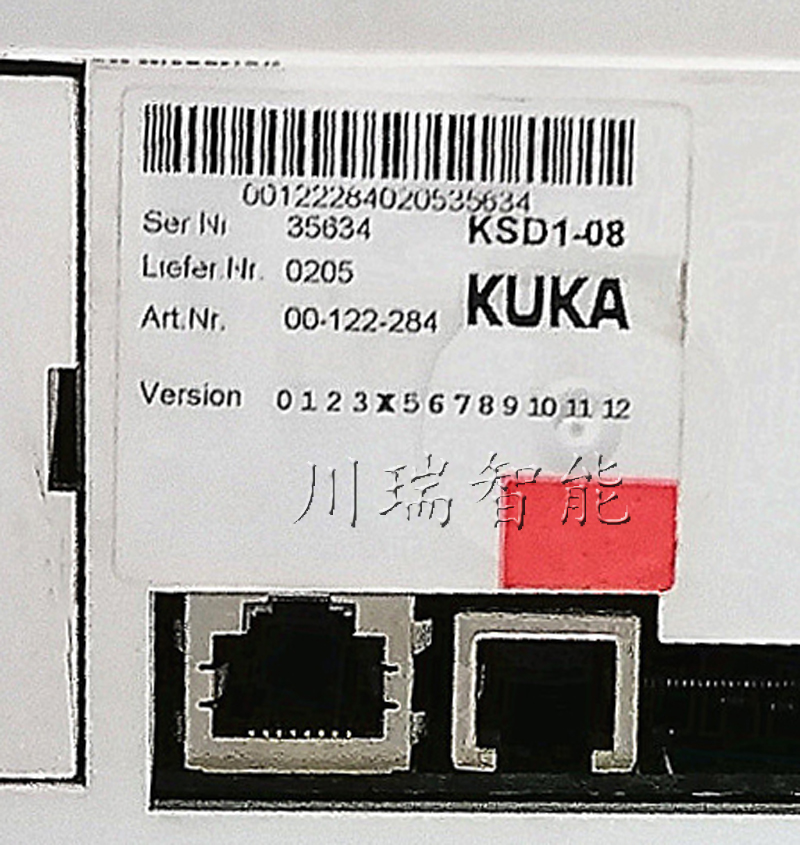 00122284020535634
Ser Nr 35634 KSD1-08
Liefer.Nr. 0205
KUKA
Art.Nr. 00-122-284
Version 0 1 2 3 X 5 6 7 8 9 10 11 12
川瑞智能